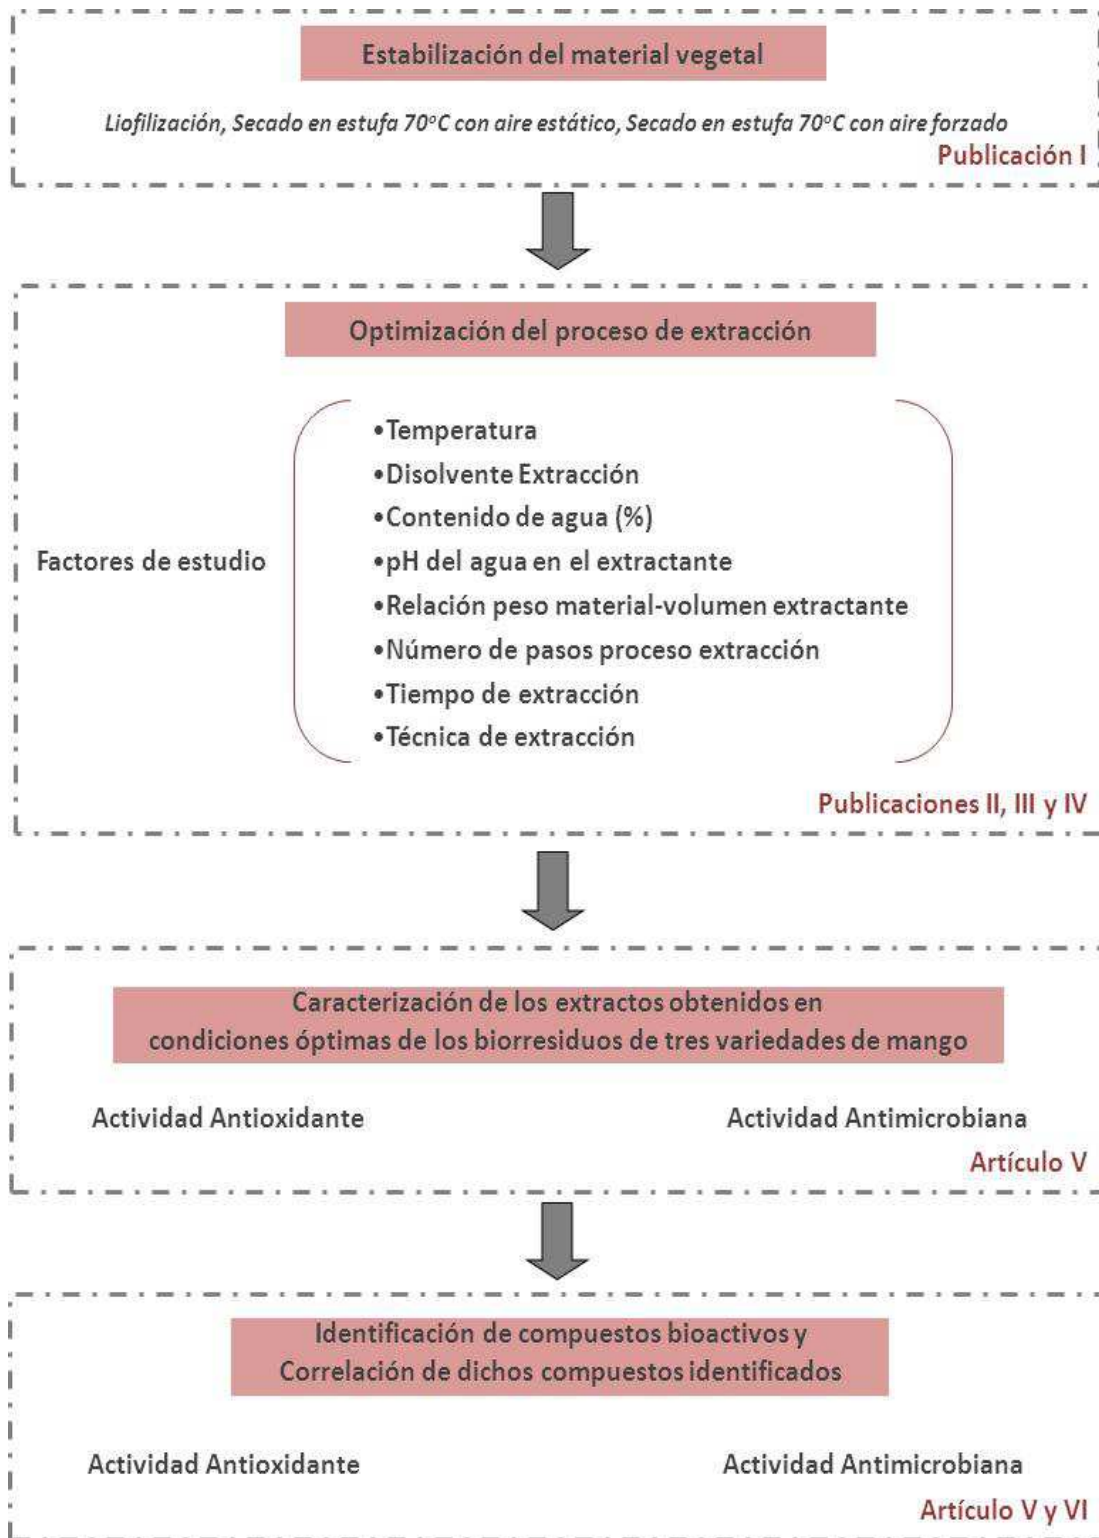 Estabilización del material vegetal
Liofilización, Secado en estufa 70ºC con aire estático, Secado en estufa 70ºC con aire forzado
Publicación I
Optimización del proceso de extracción
Factores de estudio
•Temperatura
•Disolvente Extracción
•Contenido de agua (%)
•pH del agua en el extractante
•Relación peso material-volumen extractante
•Número de pasos proceso extracción
•Tiempo de extracción
•Técnica de extracción
Publicaciones II, III y IV
Caracterización de los extractos obtenidos en
condiciones óptimas de los biorresiduos de tres variedades de mango
Actividad Antioxidante
Actividad Antimicrobiana
Artículo V
Identificación de compuestos bioactivos y
Correlación de dichos compuestos identificados
Actividad Antioxidante
Actividad Antimicrobiana
Artículo V y VI